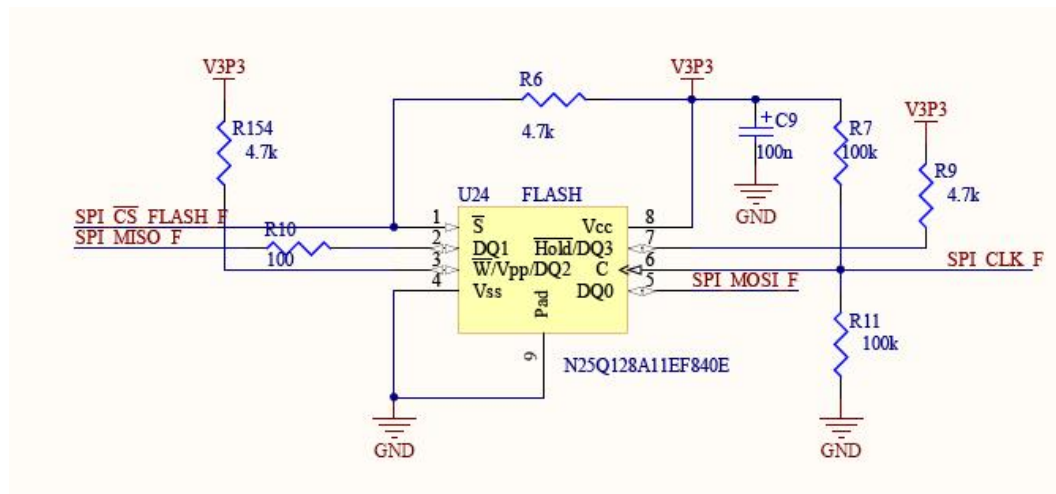 V3P3
R6
V3P3
4.7k
R154
4.7k
C9
100n
R7
100k
V3P3
R9
4.7k
GND
U24 FLASH
SPI CS FLASH F
SPI MISO F
R10
100
1
2
3
4
S
DQ1
W/Vpp/DQ2
Vss
Vcc
Hold/DQ3
C
DQ0
Pad
8
7
6
5
9
SPI CLK F
SPI MOSI F
R11
100k
N25Q128A11EF840E
GND
GND